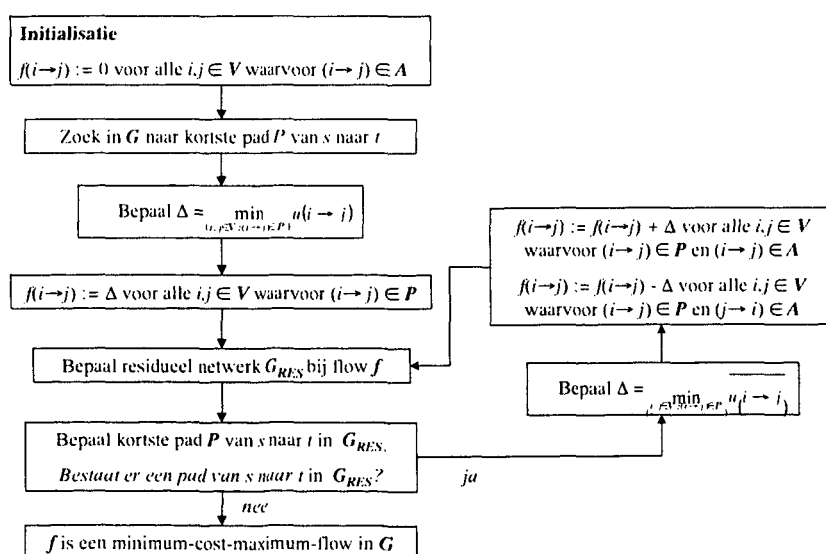 Initialisatie
f(i→j) := 0 voor alle i,j ∈ V waarvoor (i→ j) ∈ A
Zoek in G naar kortste pad P van s naar t
Bepaal Δ = min u(i → j)
f(i→j) := Δ voor alle i,j ∈ V waarvoor (i→j) ∈ P
Bepaal residueel netwerk G_RES bij flow f
Bepaal kortste pad P van s naar t in G_RES.
Bestaat er een pad van s naar t in G_RES?
nee
f is een minimum-cost-maximum-flow in G
ja
Bepaal Δ = min u(i → j)
f(i→j) := f(i→j) + Δ voor alle i,j ∈ V
waarvoor (i→ j) ∈ P en (i→ j) ∈ A
f(i→j) := f(i→j) - Δ voor alle i,j ∈ V
waarvoor (i→ j) ∈ P en (j→ i) ∈ A